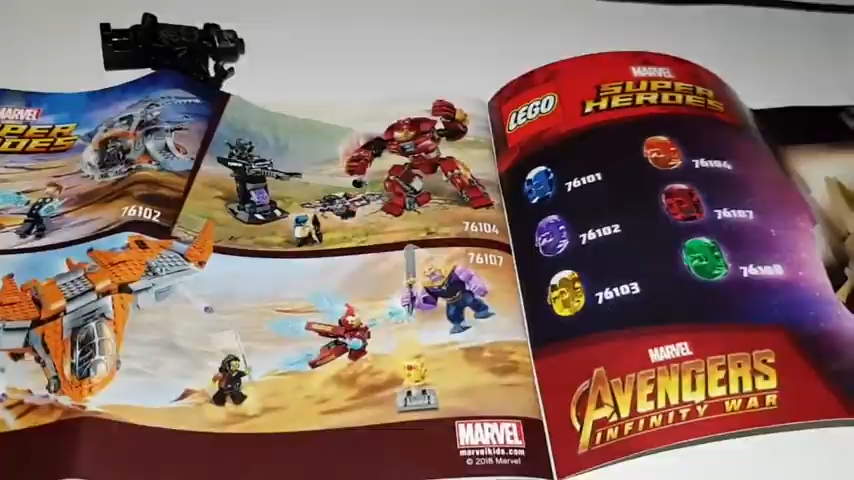 MARVEL
SUPER
HEROES
76102
76104
76107
MARVEL
marvelkids.com
© 2018 Marvel
LEGO
MARVEL
SUPER
HEROES
76101
76104
76102
76107
76103
76108
MARVEL
AVENGERS
INFINITY WAR